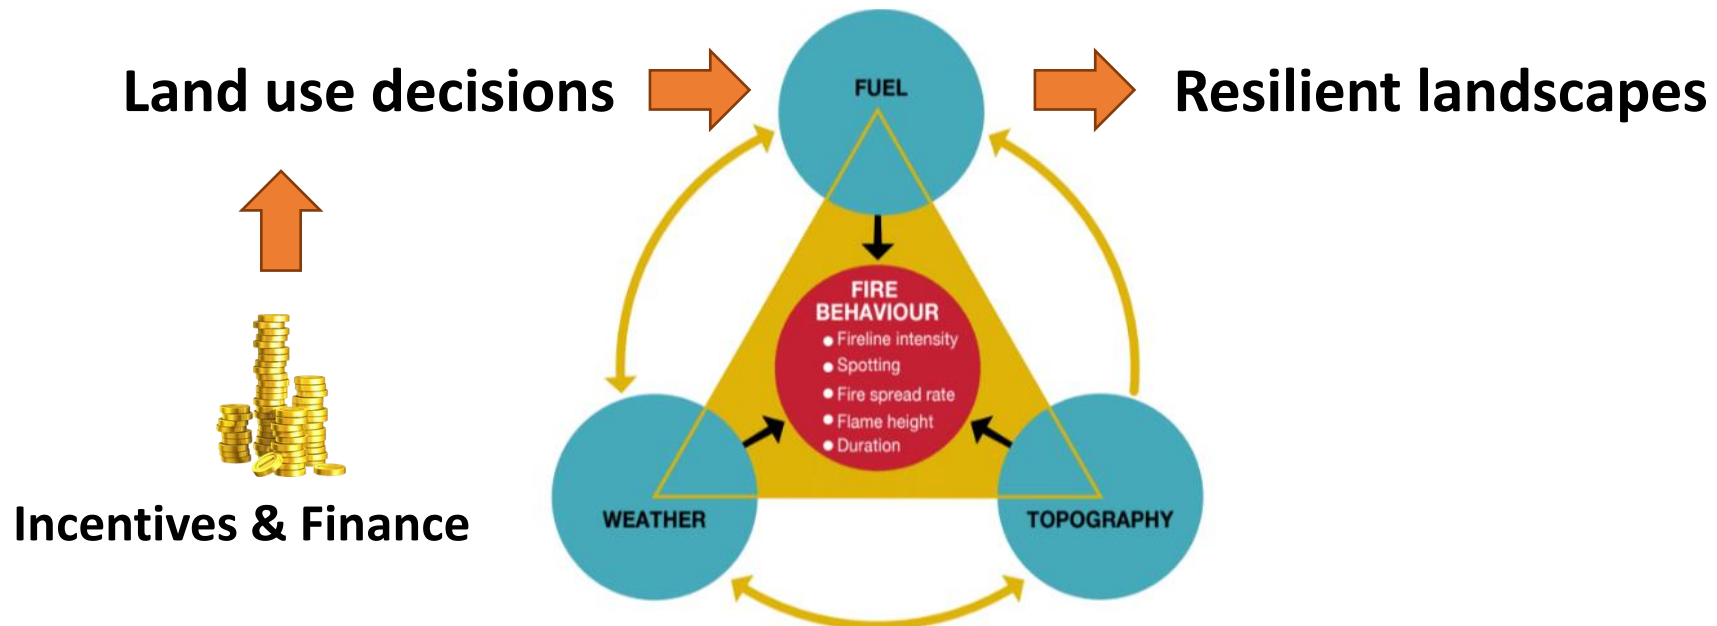 Land use decisions
FUEL
Resilient landscapes
FIRE
BEHAVIOUR
● Fireline intensity
● Spotting
● Fire spread rate
● Flame height
● Duration
Incentives & Finance
WEATHER
TOPOGRAPHY